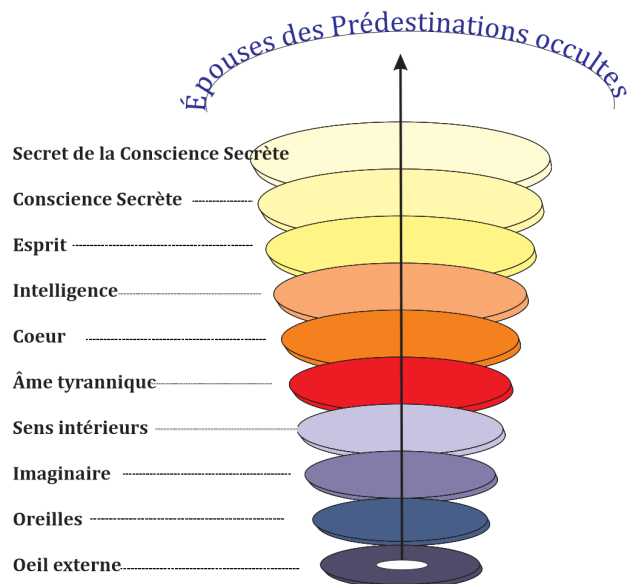 Épouses des Prédestinations occultes
Secret de la Conscience Secrète
Conscience Secrète
Esprit
Intelligence
Coeur
Âme tyrannique
Sens intérieurs
Imaginaire
Oreilles
Oeil externe